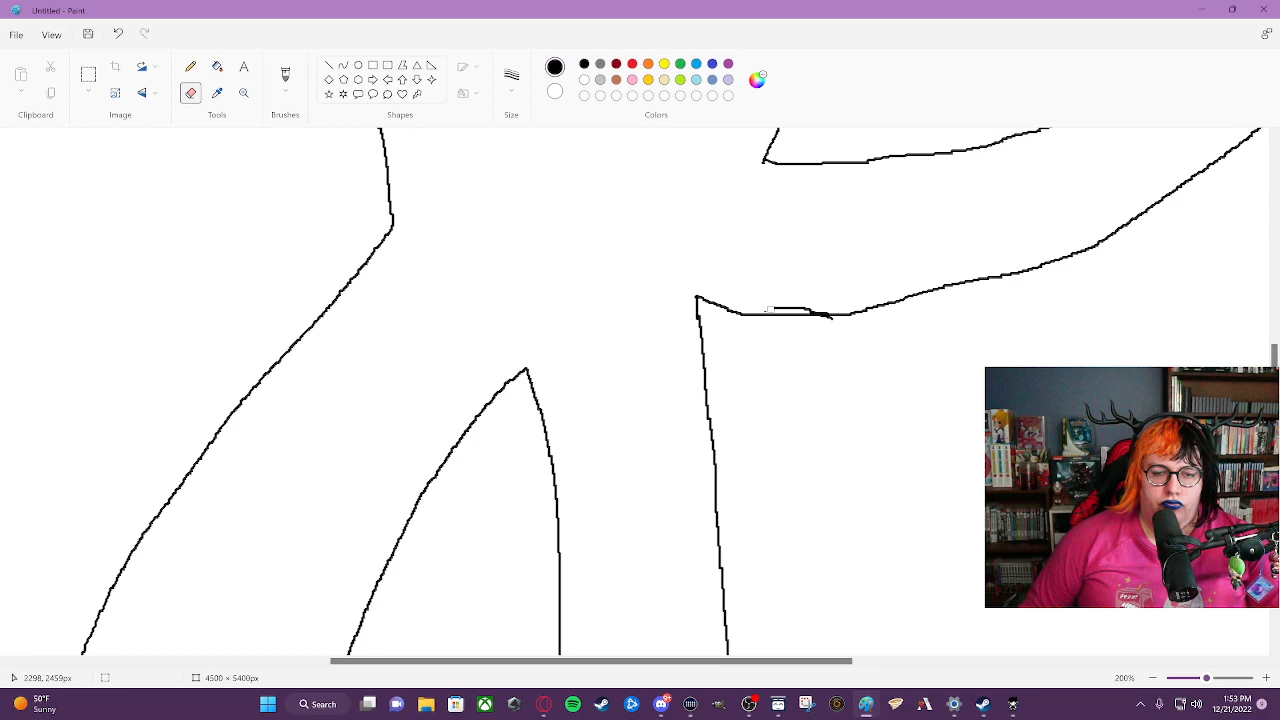 Untitled - Paint
File
View
Clipboard
Image
Tools
Brushes
Shapes
Size
Colors
2298, 2459px
4500 × 5400px
200%
50°F
Sunny
Search
1:53 PM
12/21/2022